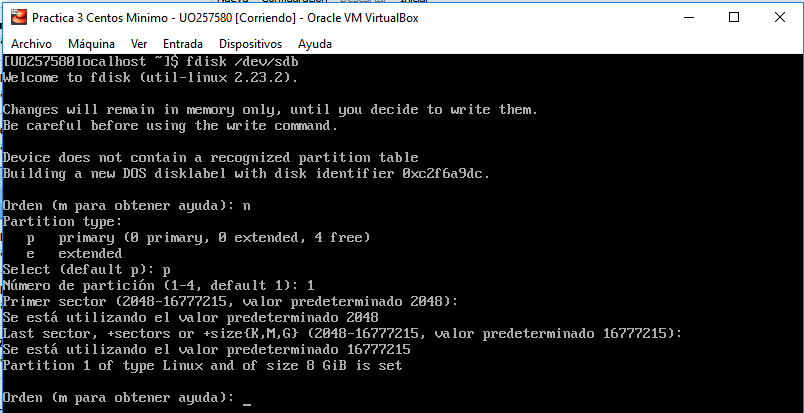 Practica 3 Centos Minimo - UO257580 [Corriendo] - Oracle VM VirtualBox
Archivo Máquina Ver Entrada Dispositivos Ayuda
[UO257580@localhost ~]$ fdisk /dev/sdb
Welcome to fdisk (util-linux 2.23.2).
Changes will remain in memory only, until you decide to write them.
Be careful before using the write command.
Device does not contain a recognized partition table
Building a new DOS disklabel with disk identifier 0xc2f6a9dc.
Orden (m para obtener ayuda): n
Partition type:
p primary (0 primary, 0 extended, 4 free)
e extended
Select (default p): p
Número de partición (1-4, default 1): 1
Primer sector (2048-16777215, valor predeterminado 2048):
Se está utilizando el valor predeterminado 2048
Last sector, +sectors or +size{K,M,G} (2048-16777215, valor predeterminado 16777215):
Se está utilizando el valor predeterminado 16777215
Partition 1 of type Linux and of size 8 GiB is set
Orden (m para obtener ayuda): _